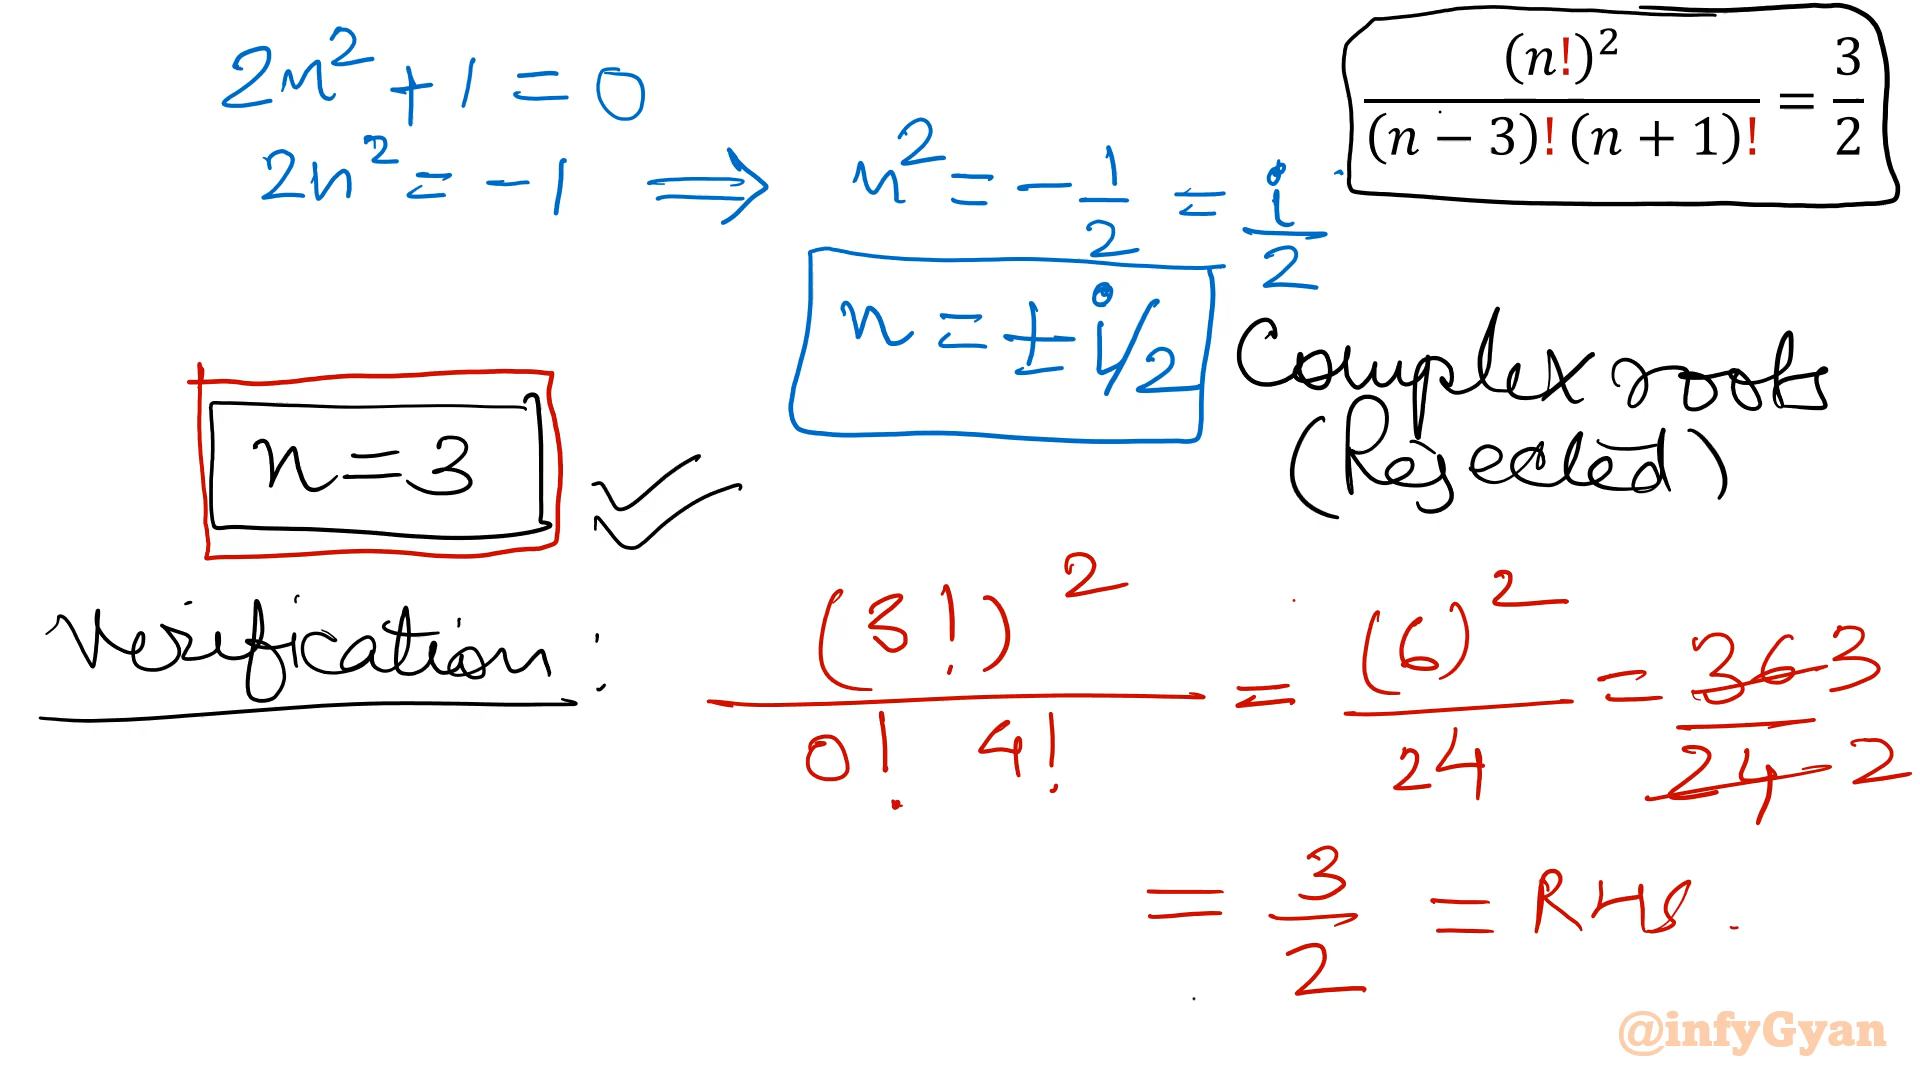 2n² + 1 = 0
2n² = -1 ⟹ n² = -1/2 = i/2
(n!)² / (n − 3)! (n + 1)! = 3/2
n = ± i/2
Complex roots
(Rejected)
n = 3
Verification :
(3!)² / 0! 4! = (6)² / 24 = 36 3 / 24 2
= 3/2 = RHS.
@infyGyan